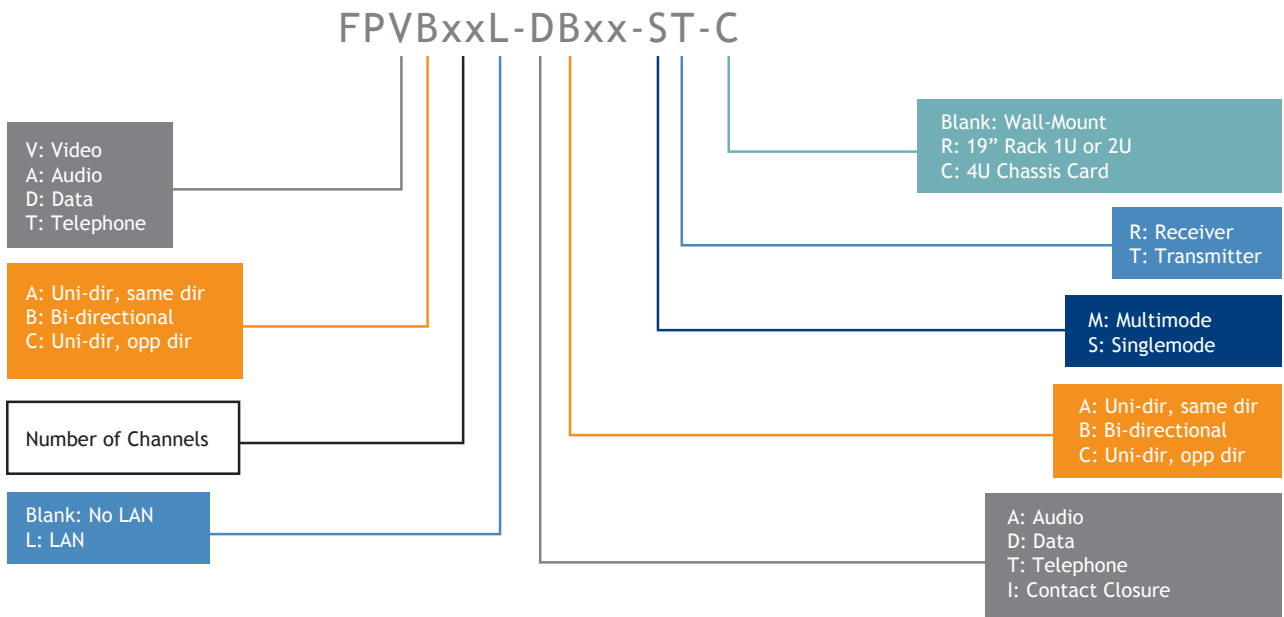 FPVBxxL-DBxx-ST-C
V: Video
A: Audio
D: Data
T: Telephone
A: Uni-dir, same dir
B: Bi-directional
C: Uni-dir, opp dir
Number of Channels
Blank: No LAN
L: LAN
Blank: Wall-Mount
R: 19” Rack 1U or 2U
C: 4U Chassis Card
R: Receiver
T: Transmitter
M: Multimode
S: Singlemode
A: Uni-dir, same dir
B: Bi-directional
C: Uni-dir, opp dir
A: Audio
D: Data
T: Telephone
I: Contact Closure